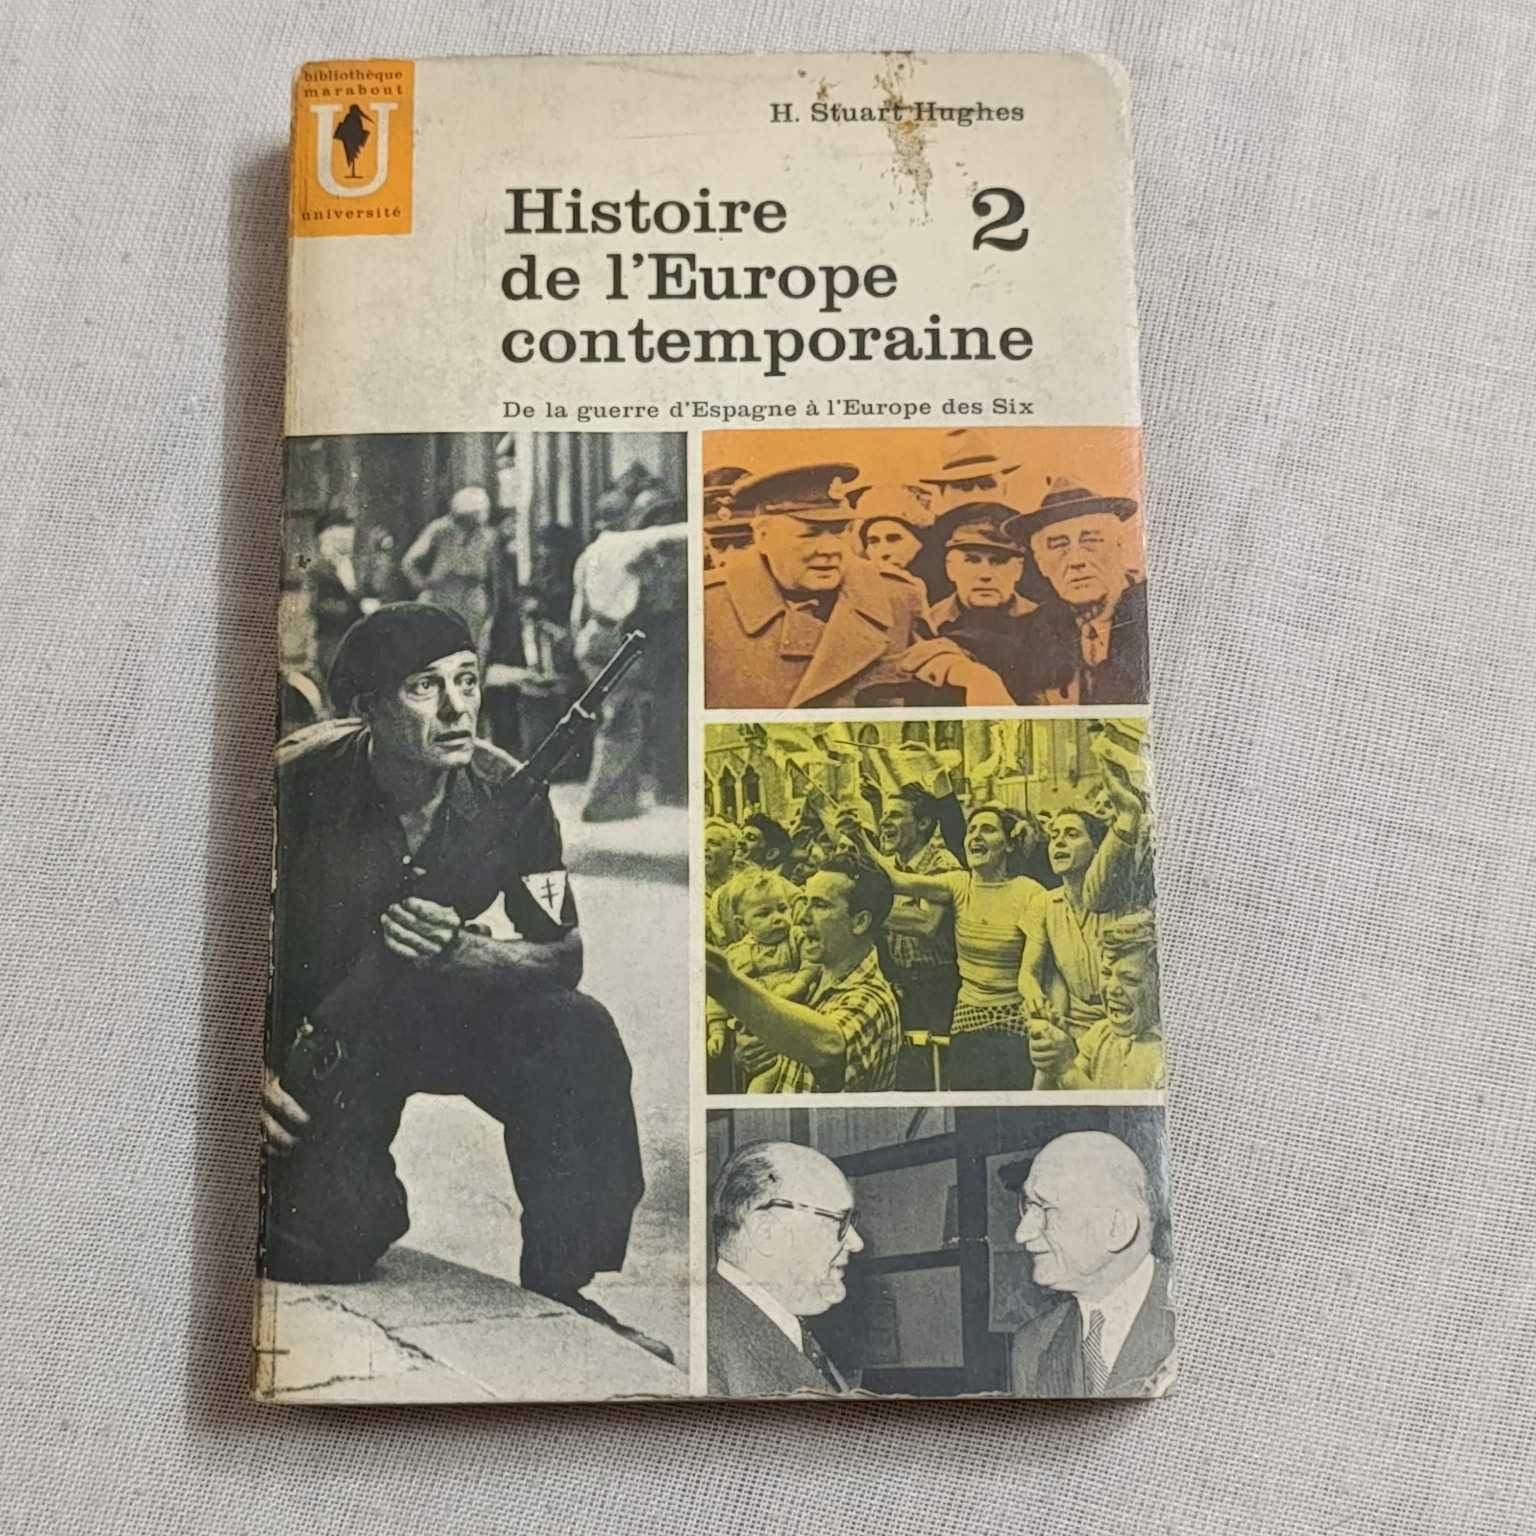 bibliothèque
marabout
U
université
H. Stuart Hughes
Histoire 2
de l'Europe
contemporaine
De la guerre d'Espagne à l'Europe des Six